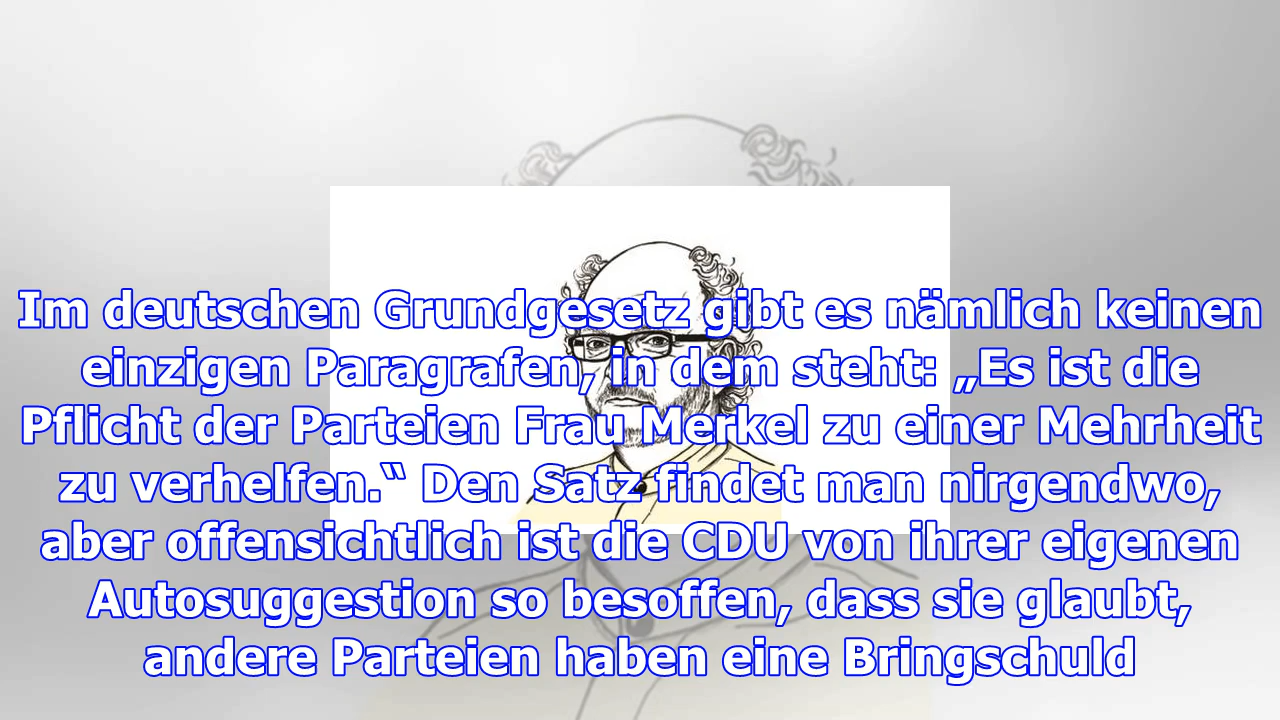 Im deutschen Grundgesetz gibt es nämlich keinen
einzigen Paragrafen, in dem steht: „Es ist die
Pflicht der Parteien Frau Merkel zu einer Mehrheit
zu verhelfen.“ Den Satz findet man nirgendwo,
aber offensichtlich ist die CDU von ihrer eigenen
Autosuggestion so besoffen, dass sie glaubt,
andere Parteien haben eine Bringschuld